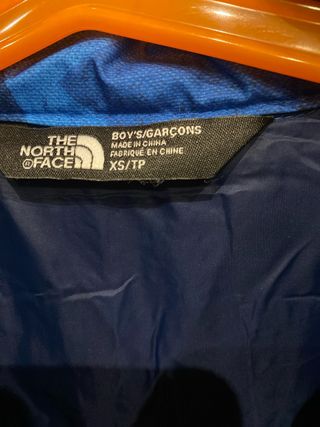 THE
NORTH
FACE
BOY'S/GARÇONS
MADE IN CHINA
FABRIQUÉ EN CHINE
XS/TP